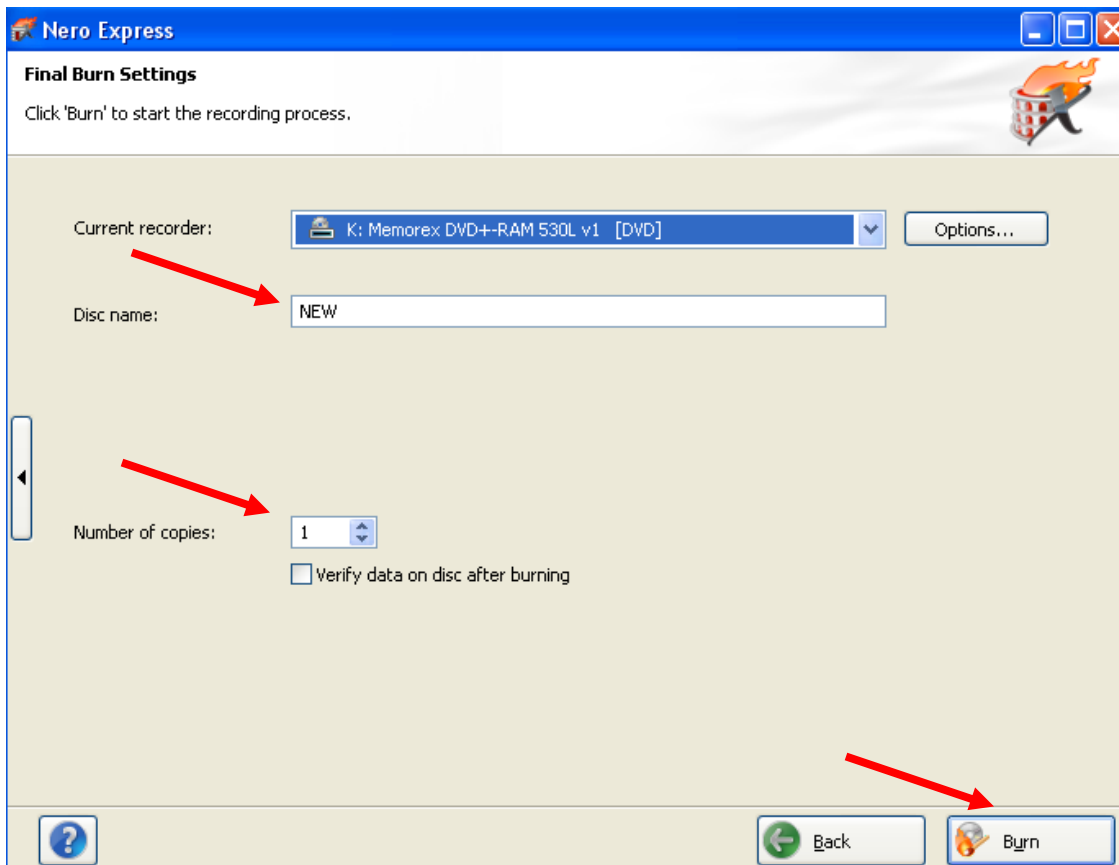 Nero Express
Final Burn Settings
Click 'Burn' to start the recording process.
Current recorder: K: Memorex DVD+-RAM 530L v1 [DVD] Options...
Disc name: NEW
Number of copies: 1
Verify data on disc after burning
? Back Burn